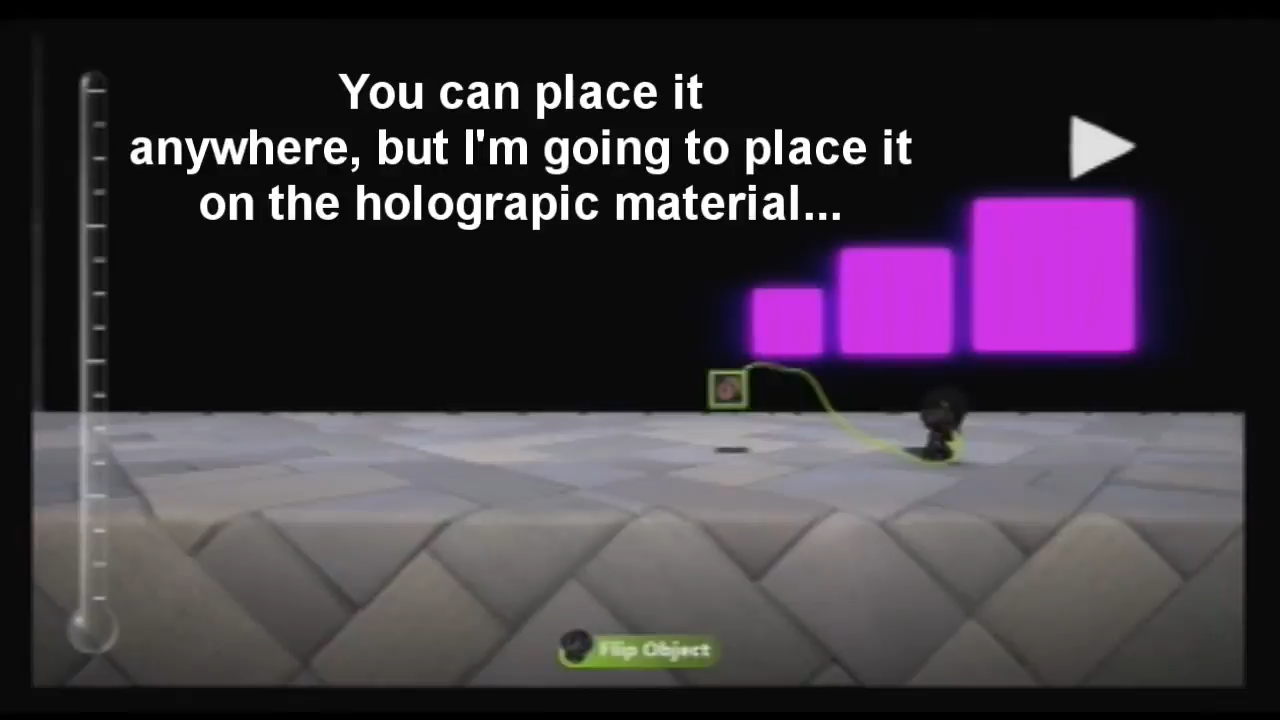 You can place it
anywhere, but I'm going to place it
on the holograpic material...
Flip Object